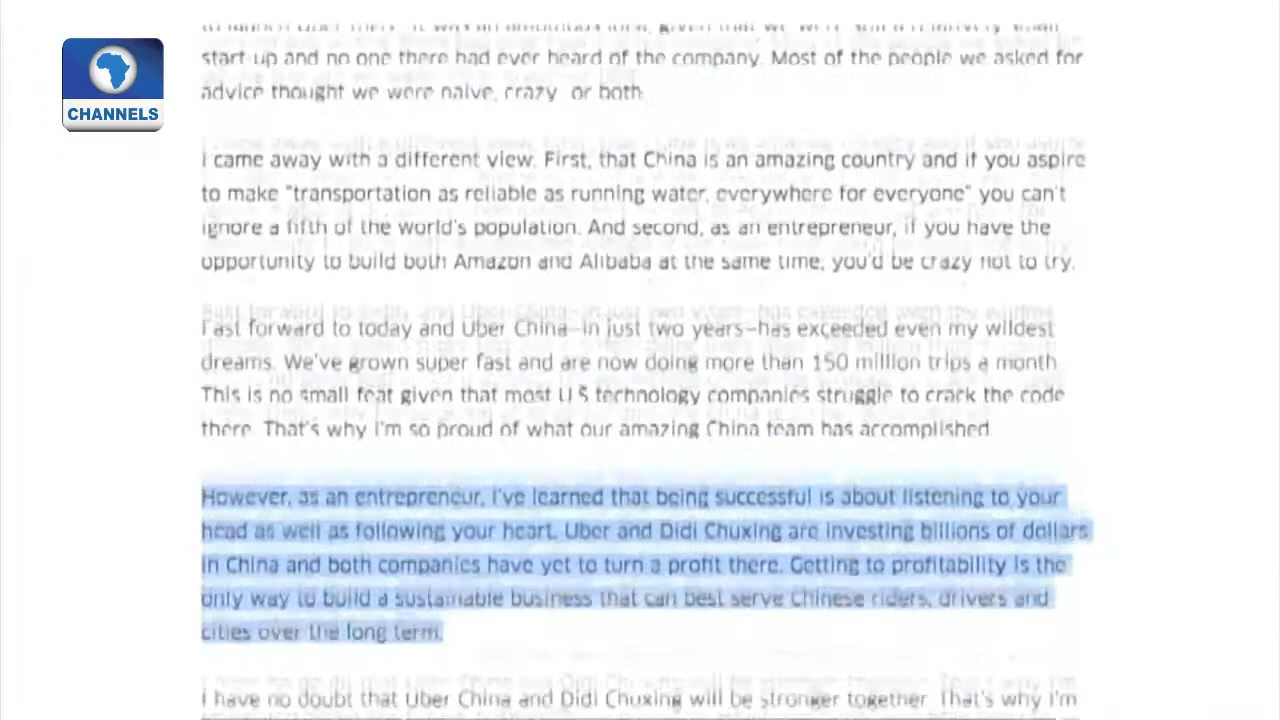 start-up and no one there had ever heard of the company. Most of the people we asked for
advice thought we were naive, crazy or both
CHANNELS
I came away with a different view. First, that China is an amazing country and if you aspire
to make "transportation as reliable as running water, everywhere for everyone" you can't
ignore a fifth of the world's population. And second, as an entrepreneur, if you have the
opportunity to build both Amazon and Alibaba at the same time, you'd be crazy not to try.
Fast forward to today and Uber China—in just two years—has exceeded even my wildest
dreams. We've grown super fast and are now doing more than 150 million trips a month
This is no small feat given that most U.S technology companies struggle to crack the code
there. That's why I'm so proud of what our amazing China team has accomplished.
However, as an entrepreneur, I've learned that being successful is about listening to your
head as well as following your heart. Uber and Didi Chuxing are investing billions of dollars
in China and both companies have yet to turn a profit there. Getting to profitability is the
only way to build a sustainable business that can best serve Chinese riders, drivers and
cities over the long term.
I have no doubt that Uber China and Didi Chuxing will be stronger together. That's why I'm